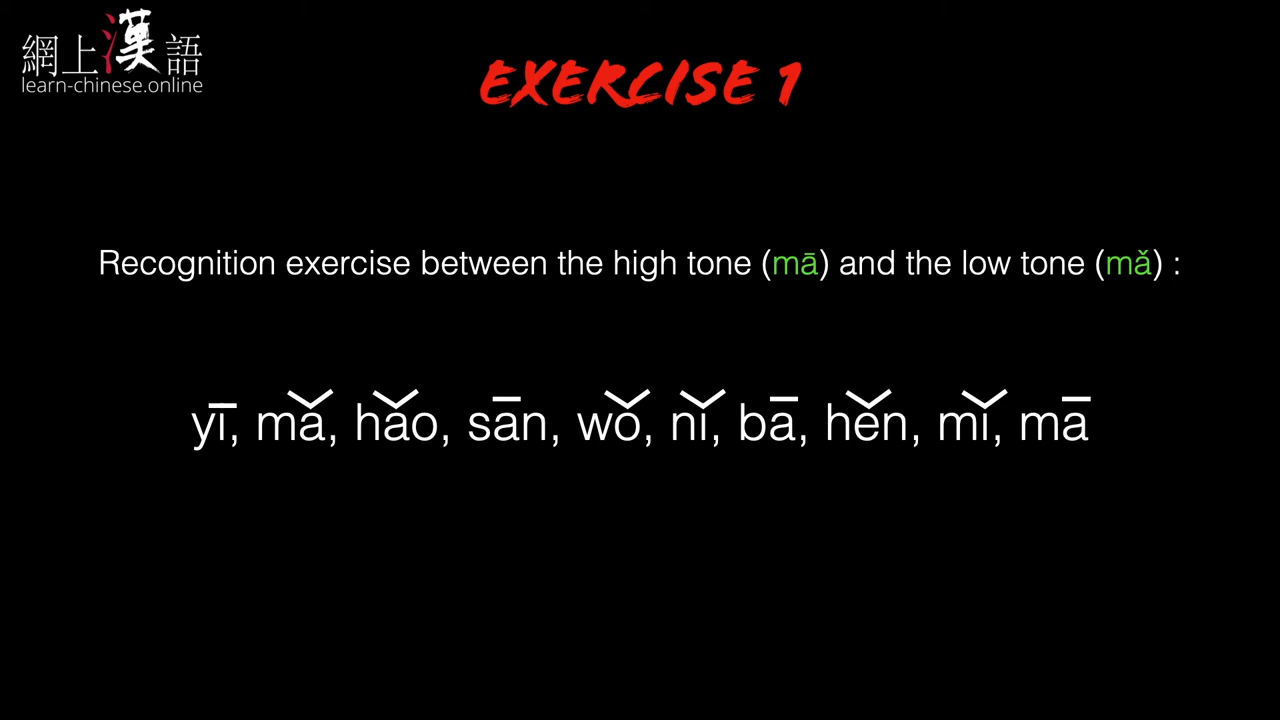 網上漢語
learn-chinese.online
EXERCISE 1
Recognition exercise between the high tone (mā) and the low tone (mǎ) :
yī, mǎ, hǎo, sān, wǒ, nǐ, bā, hěn, mǐ, mā